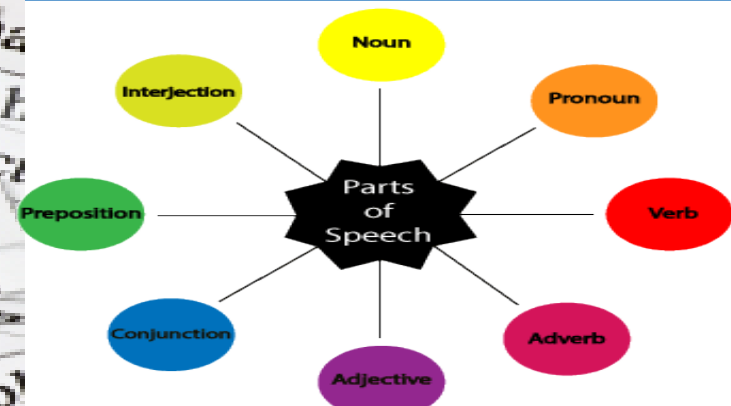 Noun
Interjection
Pronoun
Parts
of
Speech
Preposition
Verb
Conjunction
Adverb
Adjective